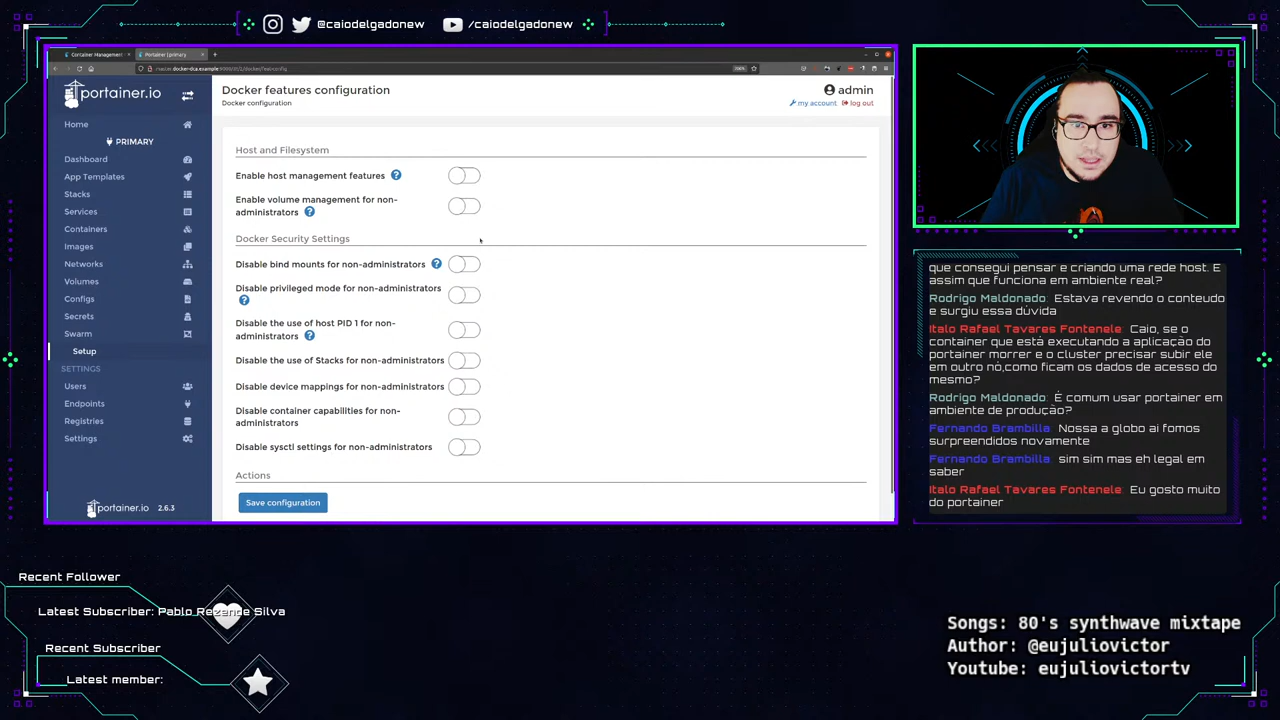 @caiodelgadonew
/caiodelgadonew
Container Management
Portainer | primary
portainer.io
Home
PRIMARY
Dashboard
App Templates
Stacks
Services
Containers
Images
Networks
Volumes
Configs
Secrets
Swarm
Setup
SETTINGS
Users
Endpoints
Registries
Settings
portainer.io 2.6.3
Docker features configuration
Docker configuration
admin
my account log out
Host and Filesystem
Enable host management features
Enable volume management for non-
administrators
Docker Security Settings
Disable bind mounts for non-administrators
Disable privileged mode for non-administrators
Disable the use of host PID 1 for non-
administrators
Disable the use of Stacks for non-administrators
Disable device mappings for non-administrators
Disable container capabilities for non-
administrators
Disable sysctl settings for non-administrators
Actions
Save configuration
que consegui pensar e criando uma rede host. E
assim que funciona em ambiente real?
Rodrigo Maldonado: Estava revendo o conteudo
e surgiu essa dúvida
Italo Rafael Tavares Fontenele: Caio, se o
container que está executando a aplicação do
portainer morrer e o cluster precisar subir ele
em outro nó,como ficam os dados de acesso do
mesmo?
Rodrigo Maldonado: É comum usar portainer em
ambiente de produção?
Fernando Brambilla: Nossa a globo ai fomos
surpreendidos novamente
Fernando Brambilla: sim sim mas eh legal em
saber
Italo Rafael Tavares Fontenele: Eu gosto muito
do portainer
Recent Follower
Latest Subscriber: Pablo Rezende Silva
Recent Subscriber
Latest member:
Songs: 80's synthwave mixtape
Author: @eujuliovictor
Youtube: eujuliovictortv